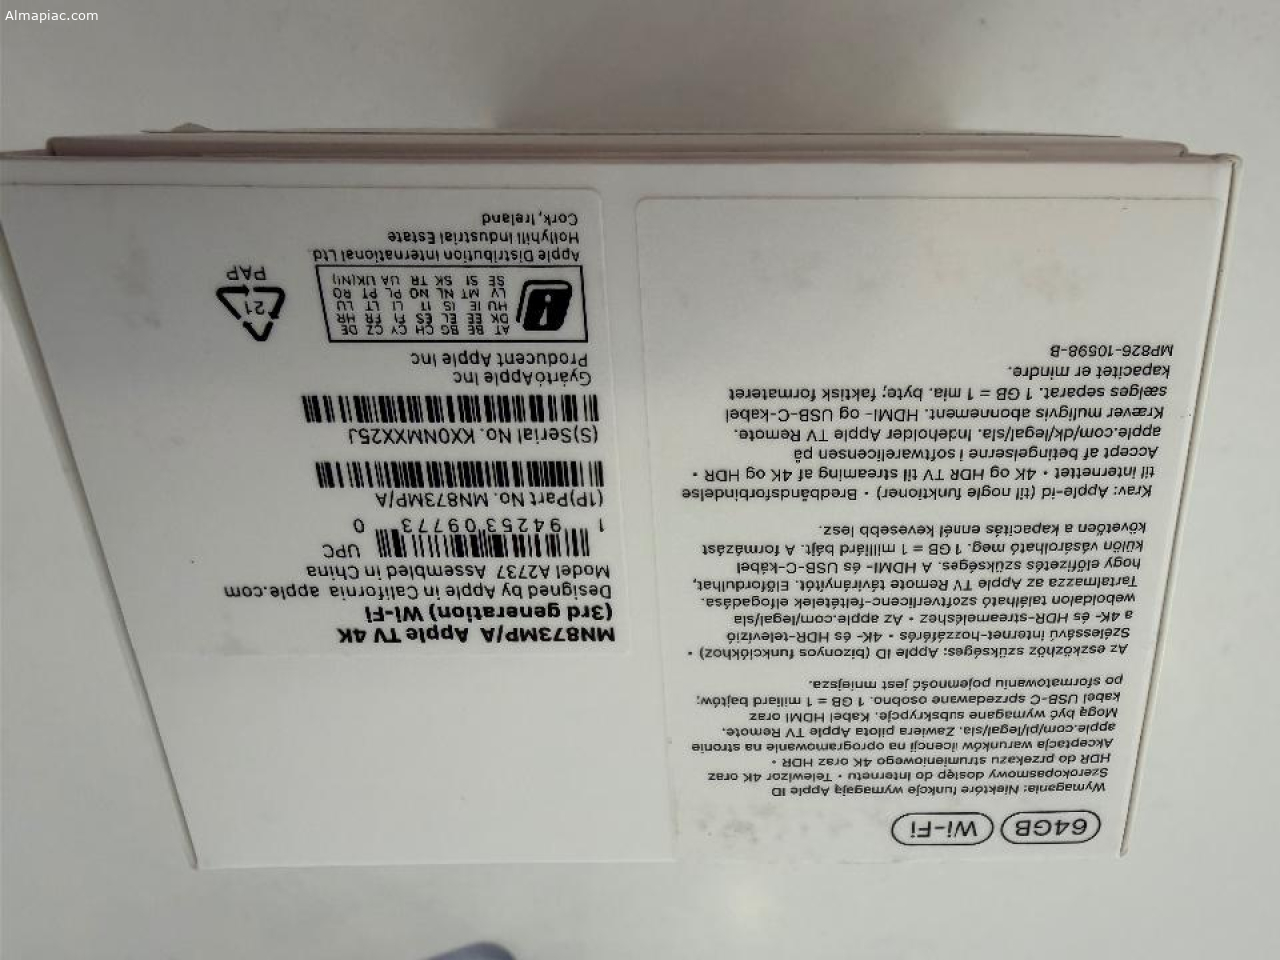 Almapiac.com
64GB Wi-Fi
Wymagania: Niektóre funkcje wymagają Apple ID
Szerokopasmowy dostęp do Internetu • Telewizor 4K oraz
HDR do przekazu strumieniowego 4K oraz HDR •
Akceptacja warunków licencji na oprogramowanie na stronie
apple.com/pl/legal/sla. Zawiera pilota Apple TV Remote.
Mogą być wymagane subskrypcje. Kabel HDMI oraz
kabel USB-C sprzedawane osobno. 1 GB = 1 miliard bajtów;
po sformatowaniu pojemność jest mniejsza.
Az eszközhöz szükséges: Apple ID (bizonyos funkciókhoz) •
Szélessávú internet-hozzáférés • 4K- és HDR-televízió
a 4K- és HDR-streameléshez • Az apple.com/legal/sla
weboldalon található szoftverlicenc-feltételek elfogadása.
Tartalmazza az Apple TV Remote távirányítót. Előfordulhat,
hogy előfizetés szükséges. A HDMI- és USB-C-kábel
külön vásárolható meg. 1 GB = 1 milliárd bájt. A formázást
követően a kapacitás ennél kevesebb lesz.
Krav: Apple-id (til nogle funktioner) • Bredbåndsforbindelse
til internettet • 4K og HDR TV til streaming af 4K og HDR •
Accept af betingelserne i softwarelicensen på
apple.com/dk/legal/sla. Indeholder Apple TV Remote.
Kræver muligvis abonnement. HDMI- og USB-C-kabel
sælges separat. 1 GB = 1 mia. byte; faktisk formateret
kapacitet er mindre.
MP826-10598-B
MN873MP/A Apple TV 4K
(3rd generation) (Wi-Fi)
Designed by Apple in California apple.com
Model A2737 Assembled in China
UPC
1 94253 09773 0
(1P)Part No. MN873MP/A
(S)Serial No. KX0NMXX25J
GyártóApple Inc
Producent Apple Inc
AT BE BG CH CY CZ DE
DK EE EL ES FI FR HR
HU IE IS IT LI LT LU
LV MT NL NO PL PT RO
SE SI SK TR UA UK(NI)
21
PAP
Apple Distribution International Ltd
Hollyhill Industrial Estate
Cork, Ireland